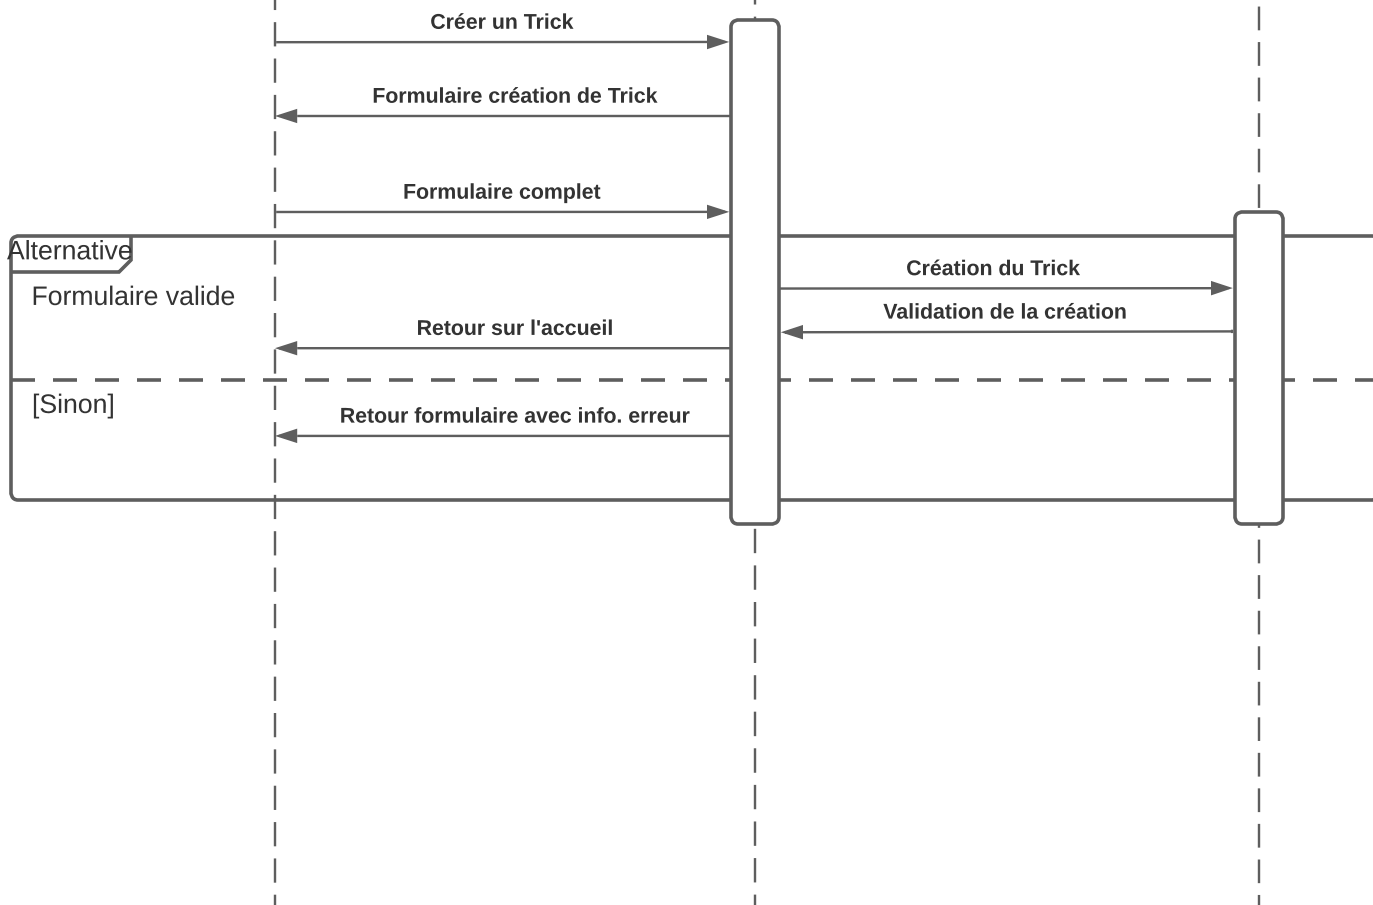 Créer un Trick
Formulaire création de Trick
Formulaire complet
Alternative
Création du Trick
Formulaire valide
Validation de la création
Retour sur l'accueil
[Sinon]
Retour formulaire avec info. erreur